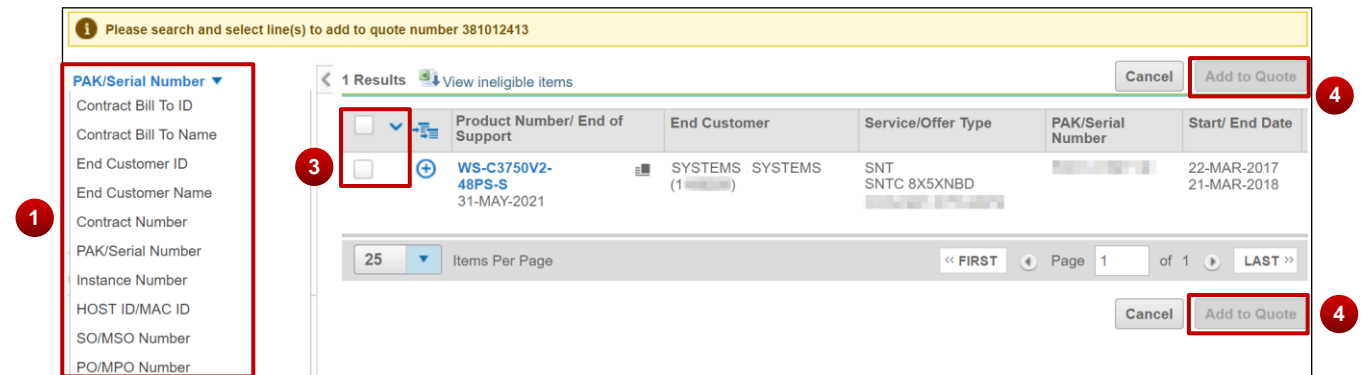 Please search and select line(s) to add to quote number 381012413
PAK/Serial Number
Contract Bill To ID
Contract Bill To Name
End Customer ID
End Customer Name
Contract Number
PAK/Serial Number
Instance Number
HOST ID/MAC ID
SO/MSO Number
PO/MPO Number
1
1 Results View ineligible items
Cancel Add to Quote
4
Product Number/ End of Support
End Customer
Service/Offer Type
PAK/Serial Number
Start/ End Date
3
WS-C3750V2-
48PS-S
31-MAY-2021
SYSTEMS SYSTEMS
(1 )
SNT
SNTC 8X5XNBD
22-MAR-2017
21-MAR-2018
25 Items Per Page
FIRST Page 1 of 1 LAST
Cancel Add to Quote
4